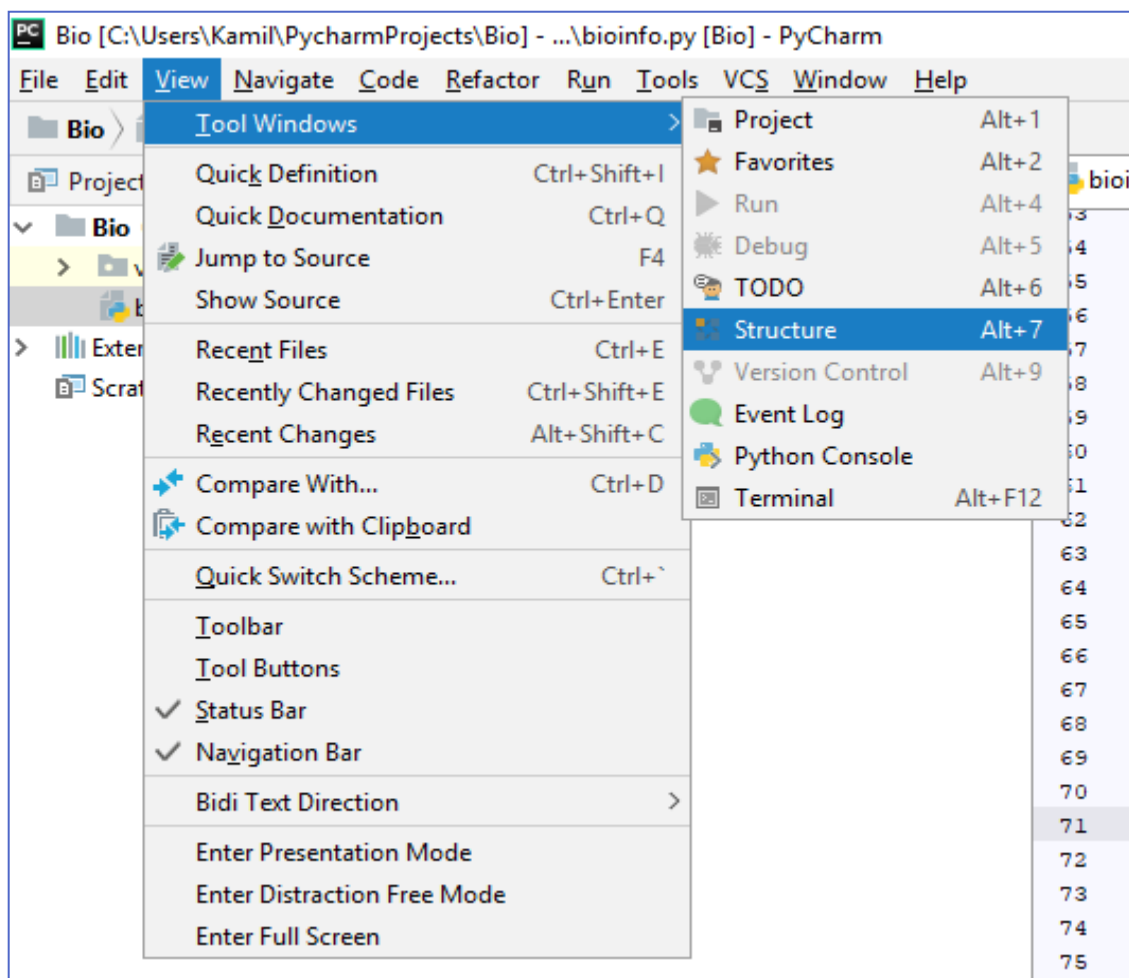 PC Bio [C:\Users\Kamil\PycharmProjects\Bio] - ...\bioinfo.py [Bio] - PyCharm
File Edit View Navigate Code Refactor Run Tools VCS Window Help
Bio
Project
Bio
Exter
Scrat
Tool Windows
Quick Definition Ctrl+Shift+I
Quick Documentation Ctrl+Q
Jump to Source F4
Show Source Ctrl+Enter
Recent Files Ctrl+E
Recently Changed Files Ctrl+Shift+E
Recent Changes Alt+Shift+C
Compare With... Ctrl+D
Compare with Clipboard
Quick Switch Scheme... Ctrl+`
Toolbar
Tool Buttons
Status Bar
Navigation Bar
Bidi Text Direction
Enter Presentation Mode
Enter Distraction Free Mode
Enter Full Screen
Project Alt+1
Favorites Alt+2
Run Alt+4
Debug Alt+5
TODO Alt+6
Structure Alt+7
Version Control Alt+9
Event Log
Python Console
Terminal Alt+F12
bioi
62
63
64
65
66
67
68
69
70
71
72
73
74
75